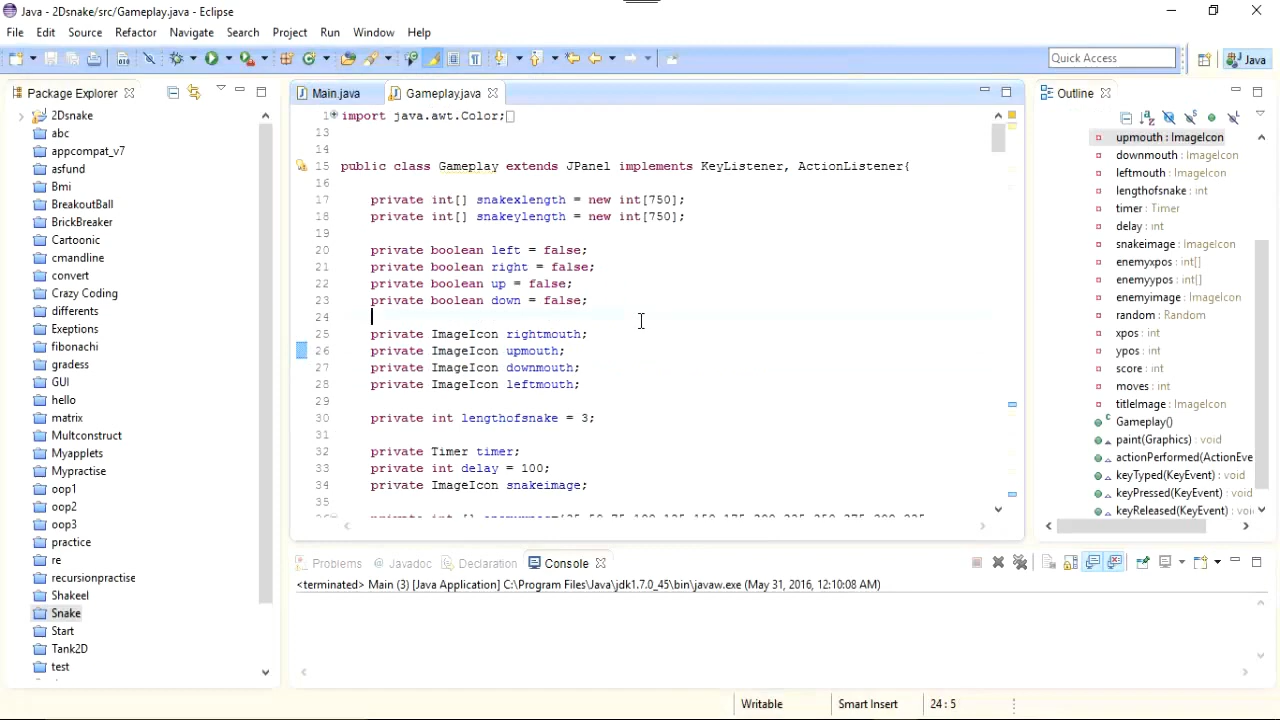 Java - 2Dsnake/src/Gameplay.java - Eclipse
File Edit Source Refactor Navigate Search Project Run Window Help
Quick Access
Java
Package Explorer
2Dsnake
abc
appcompat_v7
asfund
Bmi
BreakoutBall
BrickBreaker
Cartoonic
cmandline
convert
Crazy Coding
differents
Exeptions
fibonachi
gradess
GUI
hello
matrix
Multconstruct
Myapplets
Mypractise
oop1
oop2
oop3
practice
re
recursionpractise
Shakeel
Snake
Start
Tank2D
test
Main.java Gameplay.java
1 import java.awt.Color;
13
14
15 public class Gameplay extends JPanel implements KeyListener, ActionListener{
16
17 private int[] snakexlength = new int[750];
18 private int[] snakeylength = new int[750];
19
20 private boolean left = false;
21 private boolean right = false;
22 private boolean up = false;
23 private boolean down = false;
24
25 private ImageIcon rightmouth;
26 private ImageIcon upmouth;
27 private ImageIcon downmouth;
28 private ImageIcon leftmouth;
29
30 private int lengthofsnake = 3;
31
32 private Timer timer;
33 private int delay = 100;
34 private ImageIcon snakeimage;
35
Outline
upmouth : ImageIcon
downmouth : ImageIcon
leftmouth : ImageIcon
lengthofsnake : int
timer : Timer
delay : int
snakeimage : ImageIcon
enemyxpos : int[]
enemyypos : int[]
enemyimage : ImageIcon
random : Random
xpos : int
ypos : int
score : int
moves : int
titleImage : ImageIcon
Gameplay()
paint(Graphics) : void
actionPerformed(ActionEve
keyTyped(KeyEvent) : void
keyPressed(KeyEvent) : void
keyReleased(KeyEvent) : void
Problems Javadoc Declaration Console
<terminated> Main (3) [Java Application] C:\Program Files\Java\jdk1.7.0_45\bin\javaw.exe (May 31, 2016, 12:10:08 AM)
Writable Smart Insert 24 : 5